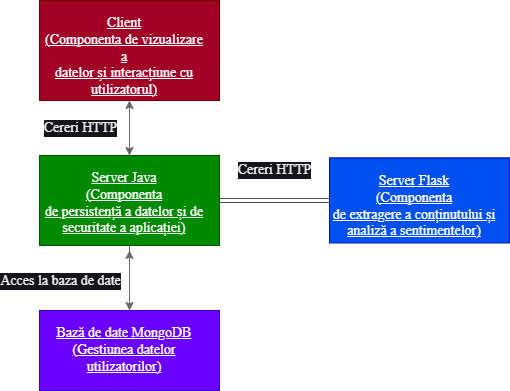 Client
(Componenta de vizualizare
a
datelor și interacțiune cu
utilizatorul)
Cereri HTTP
Server Java
(Componenta
de persistență a datelor și de
securitate a aplicației)
Cereri HTTP
Server Flask
(Componenta
de extragere a conținutului și
analiză a sentimentelor)
Acces la baza de date
Bază de date MongoDB
(Gestiunea datelor
utilizatorilor)